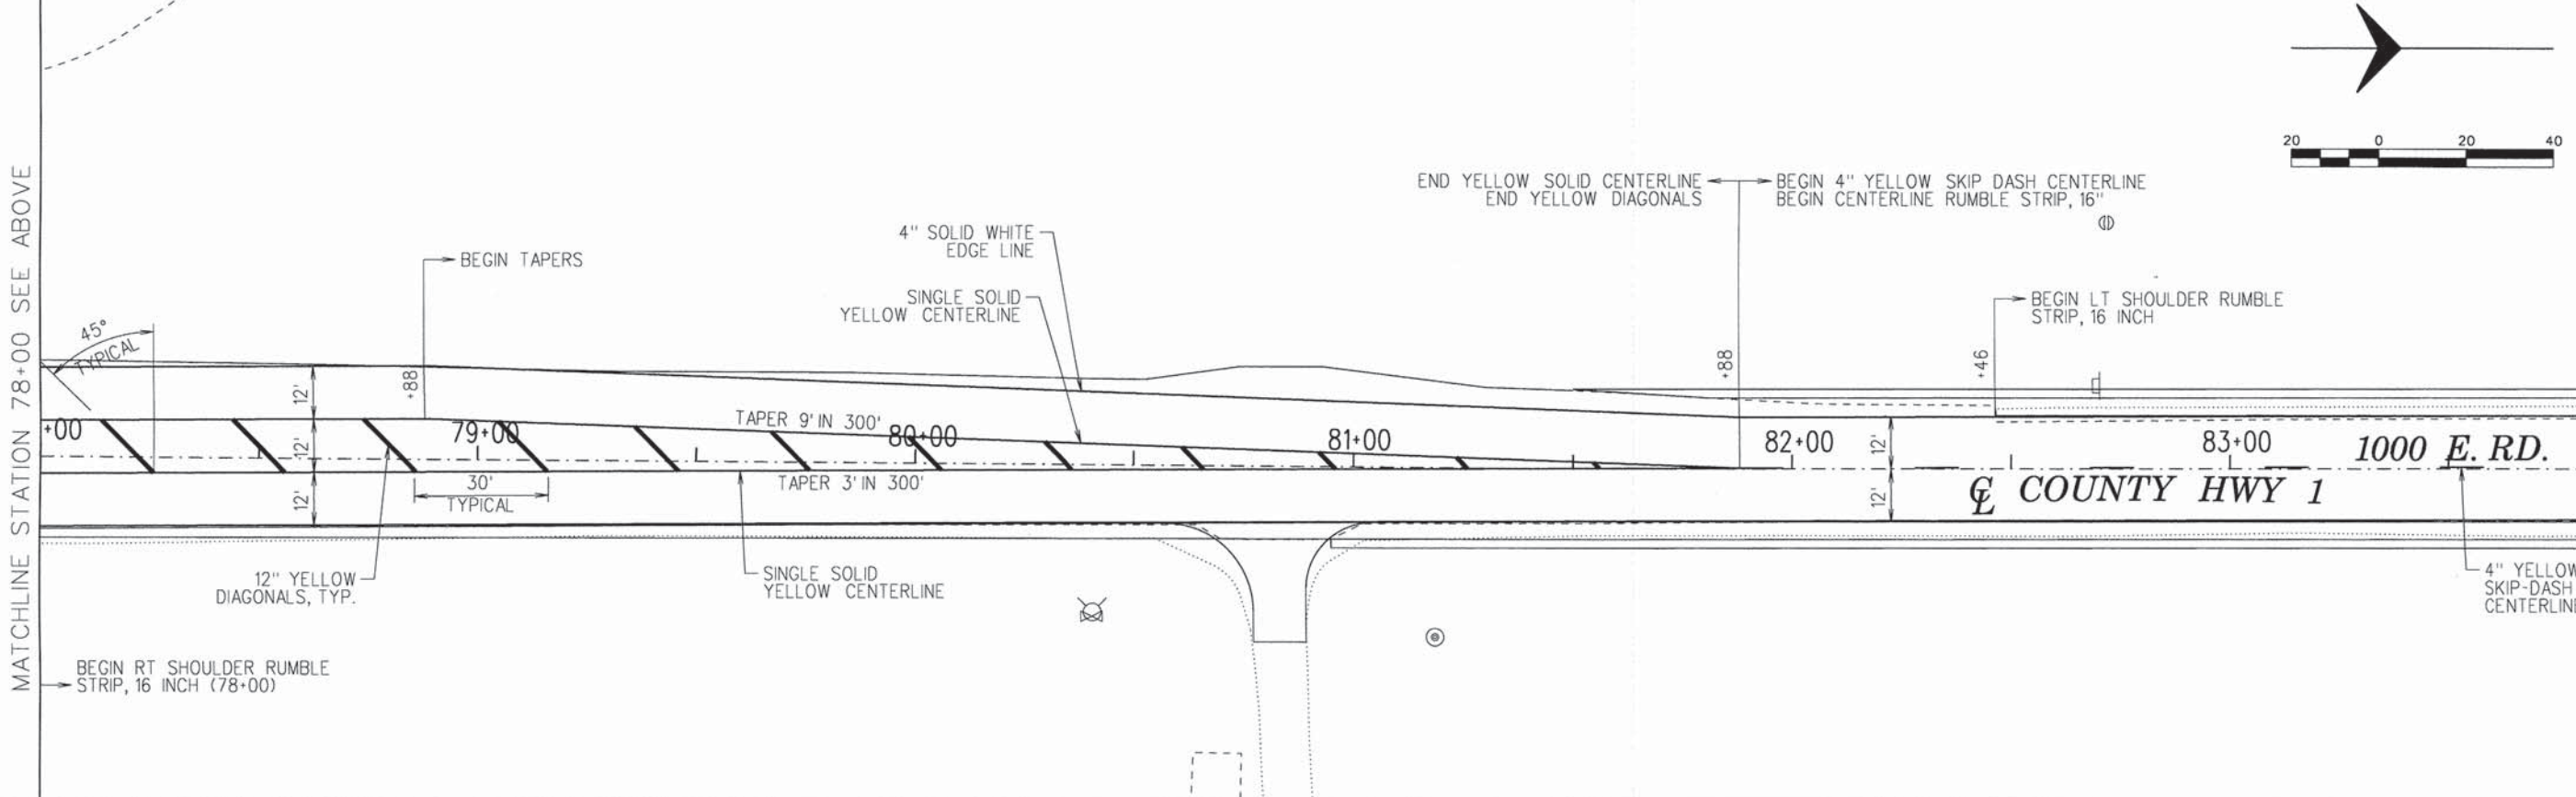 MATCHLINE STATION 78+00 SEE ABOVE
20 0 20 40
END YELLOW SOLID CENTERLINE
END YELLOW DIAGONALS
BEGIN 4" YELLOW SKIP DASH CENTERLINE
BEGIN CENTERLINE RUMBLE STRIP, 16"
4" SOLID WHITE
EDGE LINE
BEGIN TAPERS
SINGLE SOLID
YELLOW CENTERLINE
BEGIN LT SHOULDER RUMBLE
STRIP, 16 INCH
45°
TYPICAL
+88
+88
+46
12'
12'
12'
12'
12'
TAPER 9' IN 300'
+00
79+00
80+00
81+00
82+00
83+00
1000 E. RD.
30'
TYPICAL
TAPER 3' IN 300'
℄ COUNTY HWY 1
12" YELLOW
DIAGONALS, TYP.
SINGLE SOLID
YELLOW CENTERLINE
4" YELLOW
SKIP-DASH
CENTERLINE
BEGIN RT SHOULDER RUMBLE
STRIP, 16 INCH (78+00)